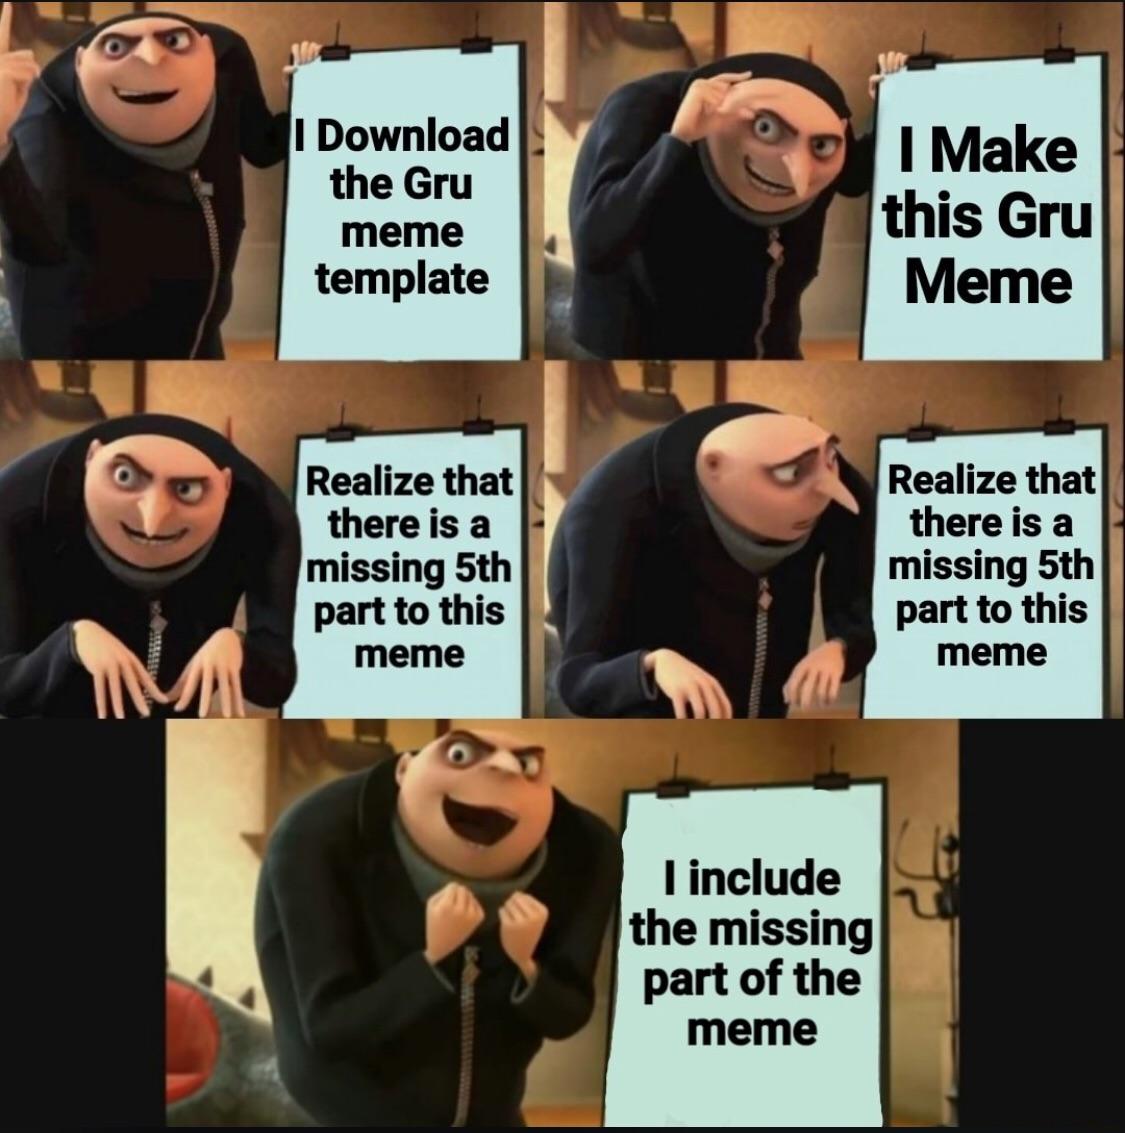 I Download
the Gru
meme
template
I Make
this Gru
Meme
Realize that
there is a
missing 5th
part to this
meme
Realize that
there is a
missing 5th
part to this
meme
I include
the missing
part of the
meme